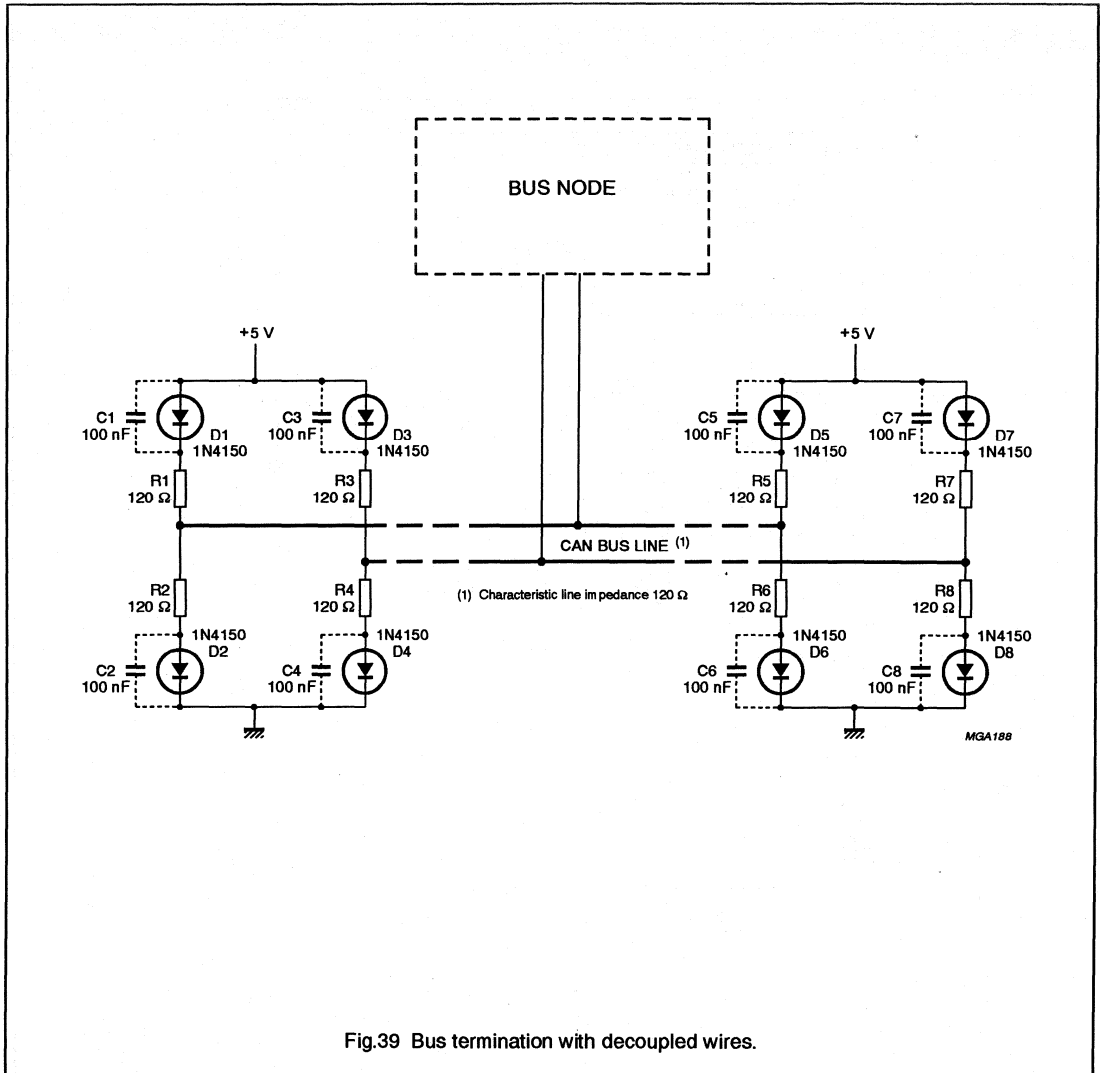 BUS NODE
+5 V
+5 V
C1
100 nF
D1
1N4150
C3
100 nF
D3
1N4150
C5
100 nF
D5
1N4150
C7
100 nF
D7
1N4150
R1
120 Ω
R3
120 Ω
R5
120 Ω
R7
120 Ω
CAN BUS LINE (1)
R2
120 Ω
R4
120 Ω
(1) Characteristic line impedance 120 Ω
R6
120 Ω
R8
120 Ω
1N4150
D2
C2
100 nF
1N4150
D4
C4
100 nF
1N4150
D6
C6
100 nF
1N4150
D8
C8
100 nF
MGA188
Fig.39 Bus termination with decoupled wires.